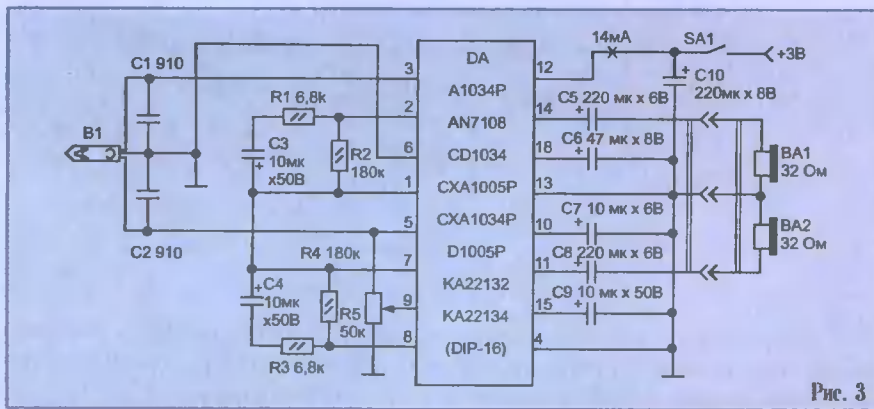 C1 910
B1
C2 910
R1 6,8k
C3
10мк
x50В
R2
180к
R4 180к
C4
10мк
x50В
R5
50к
R3 6,8к
3
2
6
1
5
7
9
8
DA
A1034P
AN7108
CD1034
CXA1005P
CXA1034P
D1005P
KA22132
KA22134
(DIP-16)
12
14
18
13
10
11
15
4
14мА
SA1
+3В
C10
220мк x 8В
C5 220 мк x 6В
C6 47 мк x 8В
C7 10 мк x 6В
C8 220 мк x 6В
C9 10 мк x 50В
BA1
32 Ом
BA2
32 Ом
Рис. 3